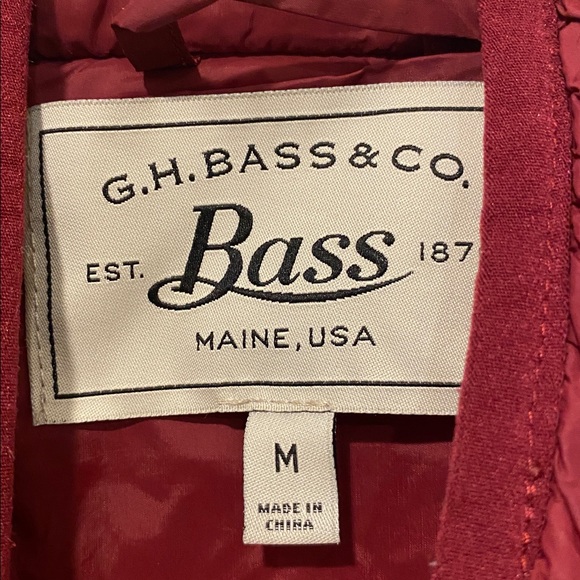 G.H.BASS & CO.
Bass
EST. 187
MAINE, USA
M
MADE IN
CHINA